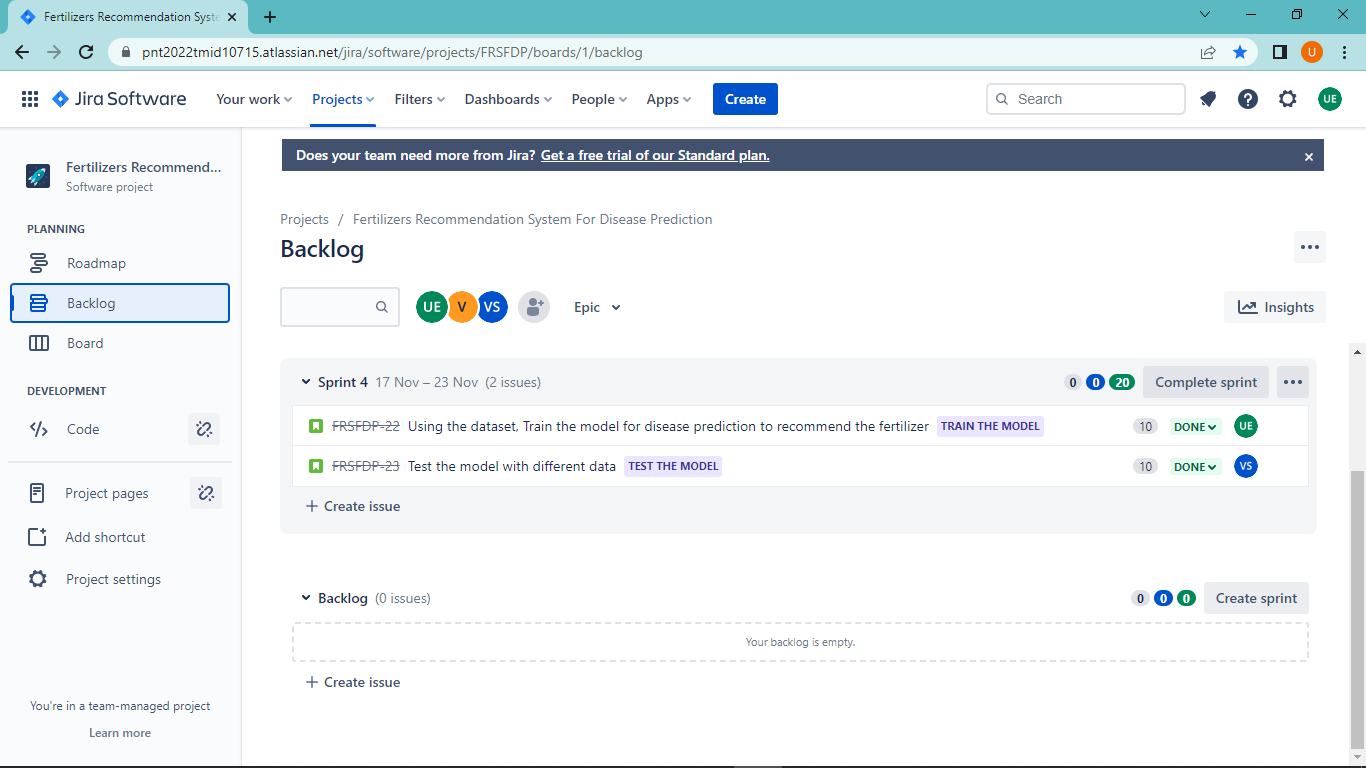 Fertilizers Recommendation Syste
pnt2022tmid10715.atlassian.net/jira/software/projects/FRSFDP/boards/1/backlog
U
Jira Software Your work Projects Filters Dashboards People Apps Create Search UE
Fertilizers Recommend...
Software project
PLANNING
Roadmap
Backlog
Board
DEVELOPMENT
Code
Project pages
Add shortcut
Project settings
You're in a team-managed project
Learn more
Does your team need more from Jira? Get a free trial of our Standard plan.
Projects / Fertilizers Recommendation System For Disease Prediction
Backlog
UE V VS Epic Insights
Sprint 4 17 Nov – 23 Nov (2 issues) 0 0 20 Complete sprint
FRSFDP-22 Using the dataset, Train the model for disease prediction to recommend the fertilizer TRAIN THE MODEL 10 DONE UE
FRSFDP-23 Test the model with different data TEST THE MODEL 10 DONE VS
+ Create issue
Backlog (0 issues) 0 0 0 Create sprint
Your backlog is empty.
+ Create issue